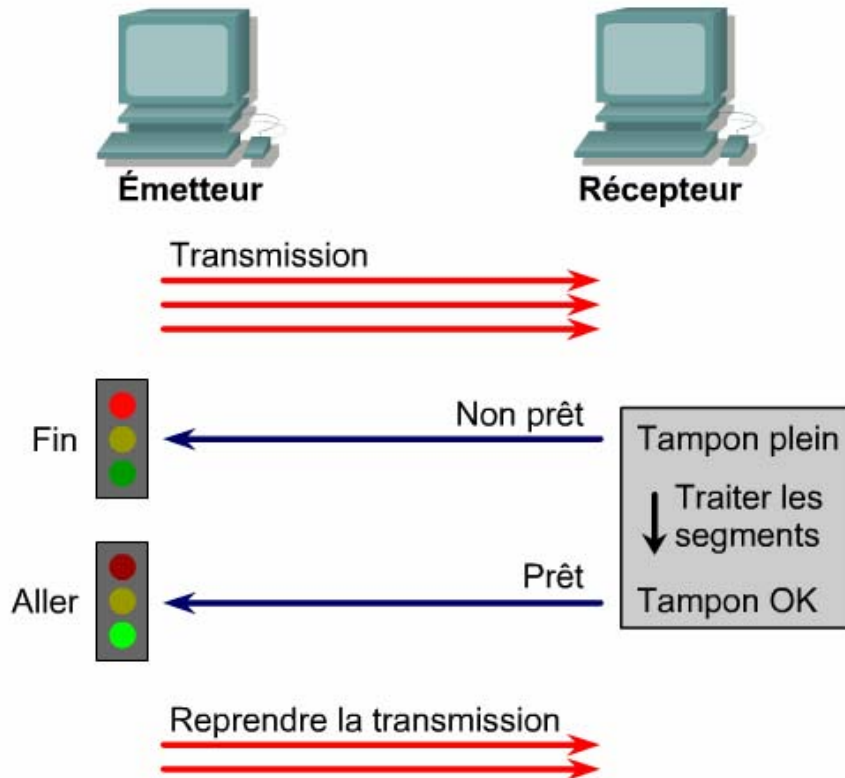 Émetteur
Récepteur
Transmission
Non prêt
Fin
Tampon plein
Traiter les
segments
Prêt
Aller
Tampon OK
Reprendre la transmission